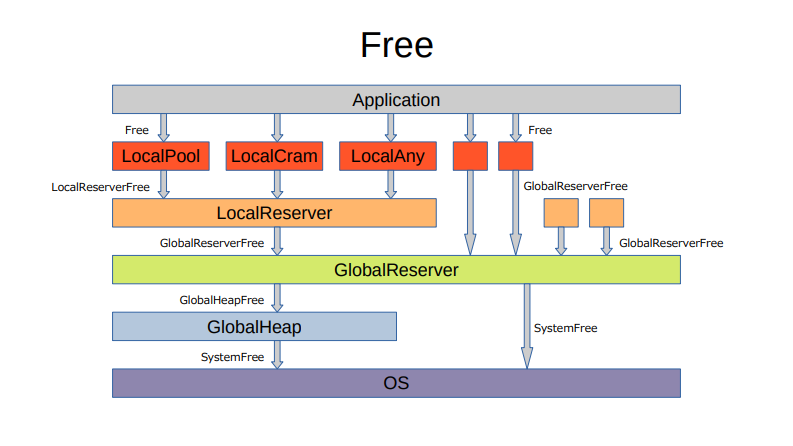 Free
Application
Free
Free
LocalPool
LocalCram
LocalAny
LocalReserverFree
GlobalReserverFree
LocalReserver
GlobalReserverFree
GlobalReserverFree
GlobalReserver
GlobalHeapFree
GlobalHeap
SystemFree
SystemFree
OS